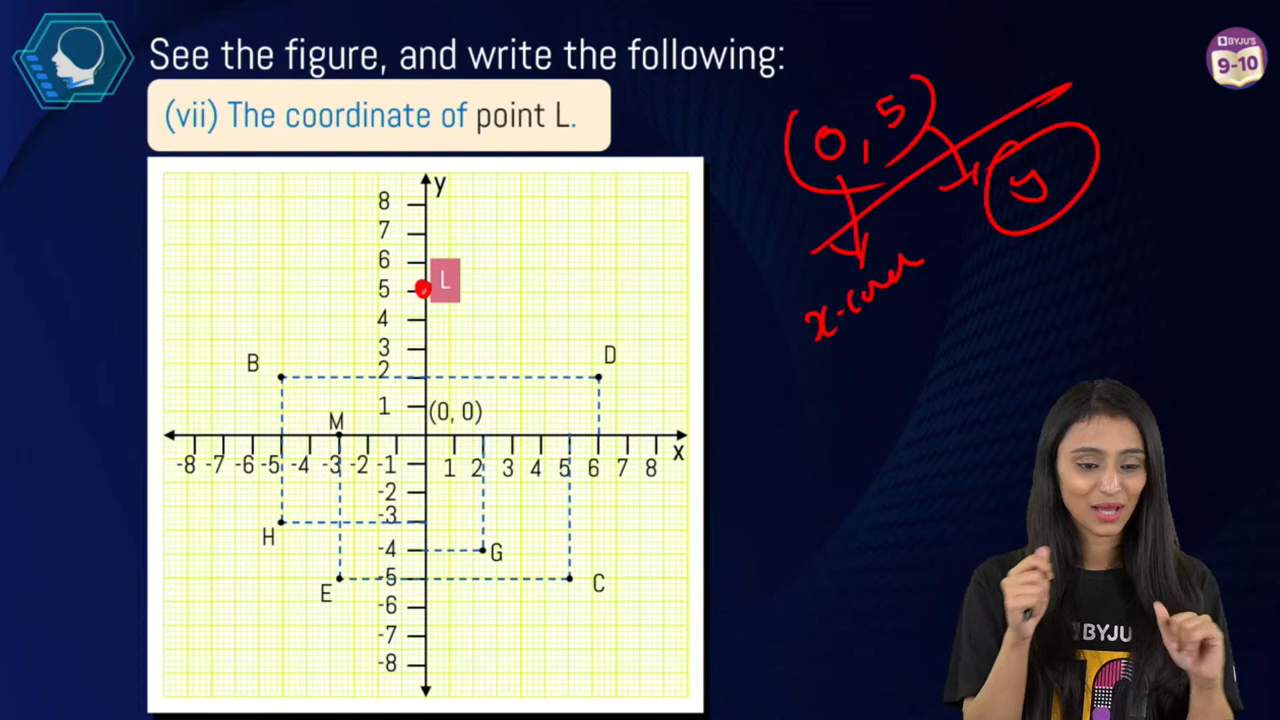 See the figure, and write the following:
BYJU'S
9-10
(vii) The coordinate of point L.
(0, 5)
y
y
8
7
6
L
5
4
3
B
D
2
1
(0, 0)
M
x
-8 -7 -6 -5 -4 -3 -2 -1 1 2 3 4 5 6 7 8
-2
-3
H
-4
G
-5
E
C
-6
-7
-8
BYJU